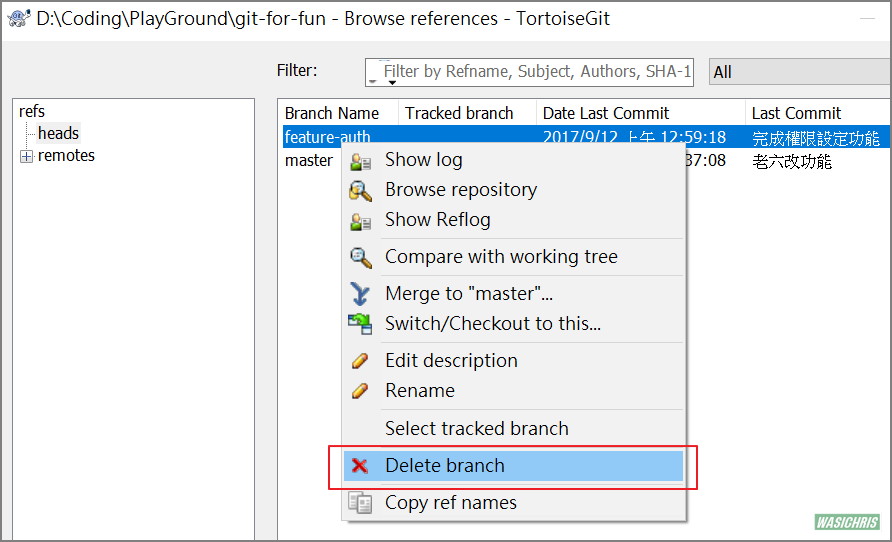 D:\Coding\PlayGround\git-for-fun - Browse references - TortoiseGit
Filter:
Filter by Refname, Subject, Authors, SHA-1
All
refs
heads
remotes
Branch Name Tracked branch Date Last Commit Last Commit
feature-auth 2017/9/12 上午 12:59:18 完成權限設定功能
master 37:08 老六改功能
Show log
Browse repository
Show Reflog
Compare with working tree
Merge to "master"...
Switch/Checkout to this...
Edit description
Rename
Select tracked branch
Delete branch
Copy ref names
WASICHRIS